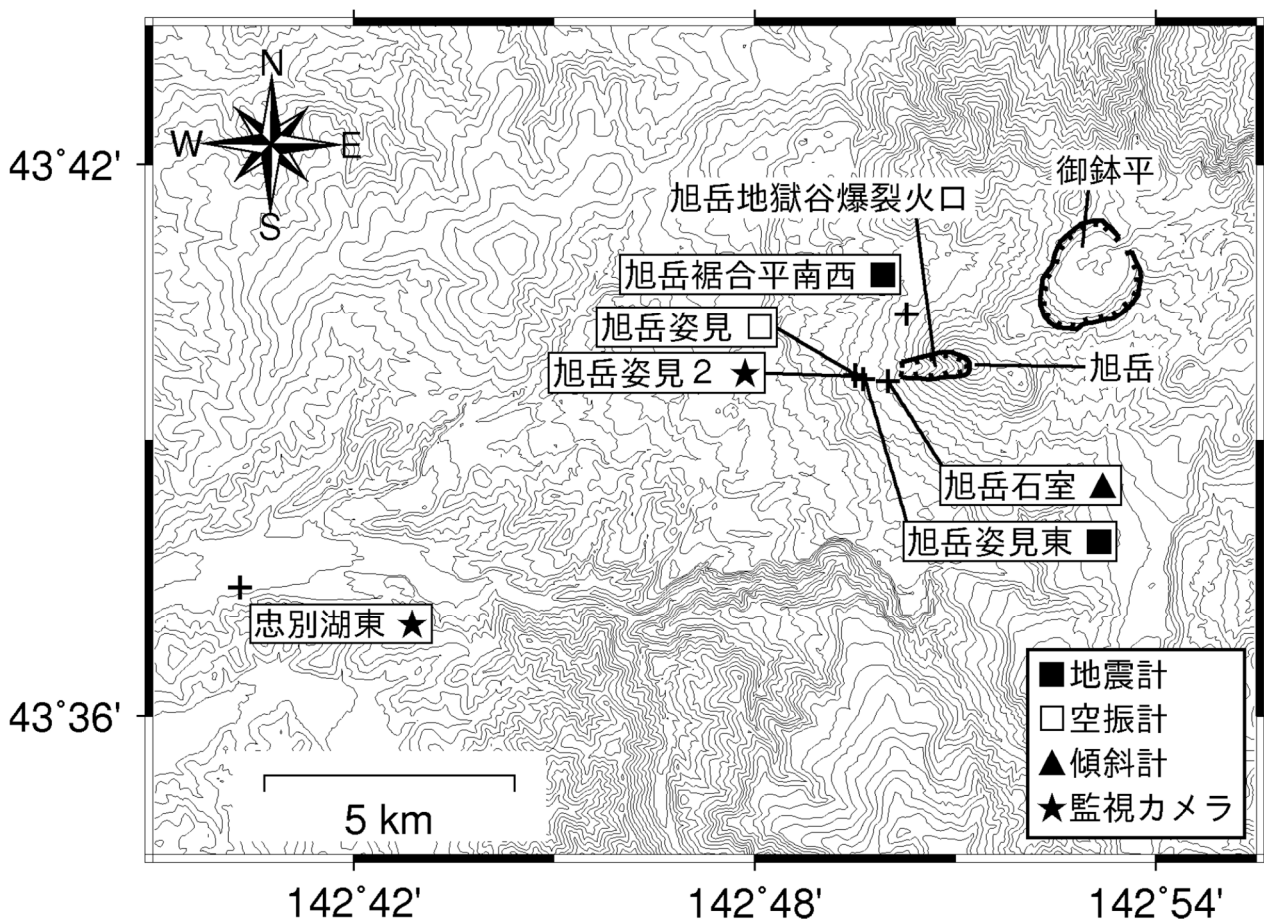 N
W
E
S
43°42'
御鉢平
旭岳地獄谷爆裂火口
旭岳裾合平南西 ■
旭岳姿見 □
旭岳姿見２ ★
旭岳
旭岳石室 ▲
旭岳姿見東 ■
忠別湖東 ★
43°36'
5 km
■地震計
□空振計
▲傾斜計
★監視カメラ
142°42'
142°48'
142°54'